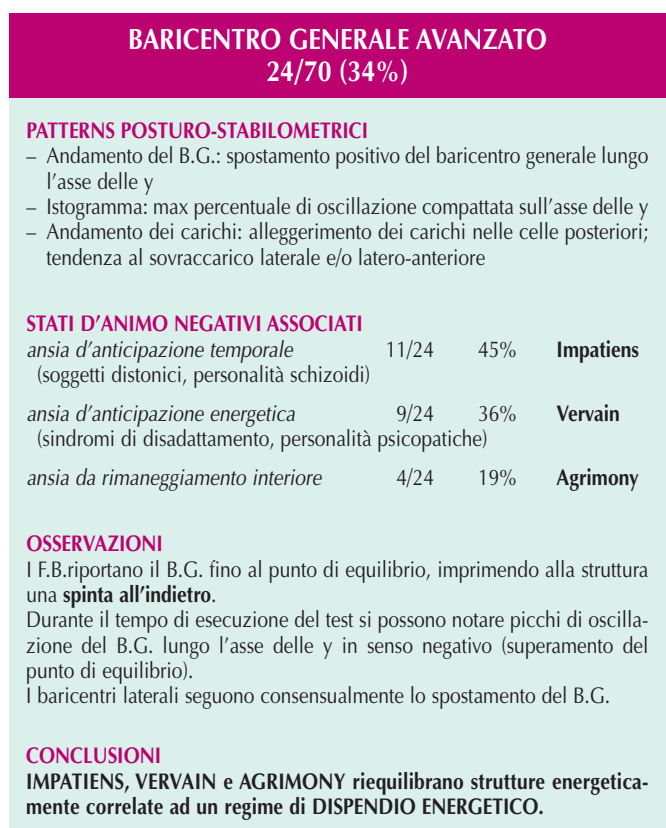 BARICENTRO GENERALE AVANZATO
24/70 (34%)
PATTERNS POSTURO-STABILOMETRICI
– Andamento del B.G.: spostamento positivo del baricentro generale lungo
l’asse delle y
– Istogramma: max percentuale di oscillazione compattata sull’asse delle y
– Andamento dei carichi: alleggerimento dei carichi nelle celle posteriori;
tendenza al sovraccarico laterale e/o latero-anteriore
STATI D’ANIMO NEGATIVI ASSOCIATI
ansia d’anticipazione temporale 11/24 45% Impatiens
(soggetti distonici, personalità schizoidi)
ansia d’anticipazione energetica 9/24 36% Vervain
(sindromi di disadattamento, personalità psicopatiche)
ansia da rimaneggiamento interiore 4/24 19% Agrimony
OSSERVAZIONI
I F.B.riportano il B.G. fino al punto di equilibrio, imprimendo alla struttura
una spinta all’indietro.
Durante il tempo di esecuzione del test si possono notare picchi di oscilla-
zione del B.G. lungo l’asse delle y in senso negativo (superamento del
punto di equilibrio).
I baricentri laterali seguono consensualmente lo spostamento del B.G.
CONCLUSIONI
IMPATIENS, VERVAIN e AGRIMONY riequilibrano strutture energetica-
mente correlate ad un regime di DISPENDIO ENERGETICO.